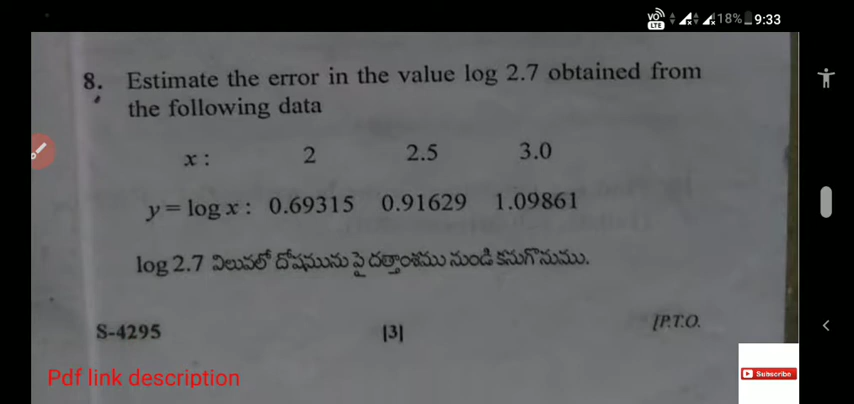 VO
LTE
18% 9:33
8. Estimate the error in the value log 2.7 obtained from
the following data
x : 2 2.5 3.0
y = log x : 0.69315 0.91629 1.09861
log 2.7 విలువలో దోషమును పై దత్తాంశము నుండి కనుగొనుము.
S-4295 [3] [P.T.O.
Pdf link description
Subscribe